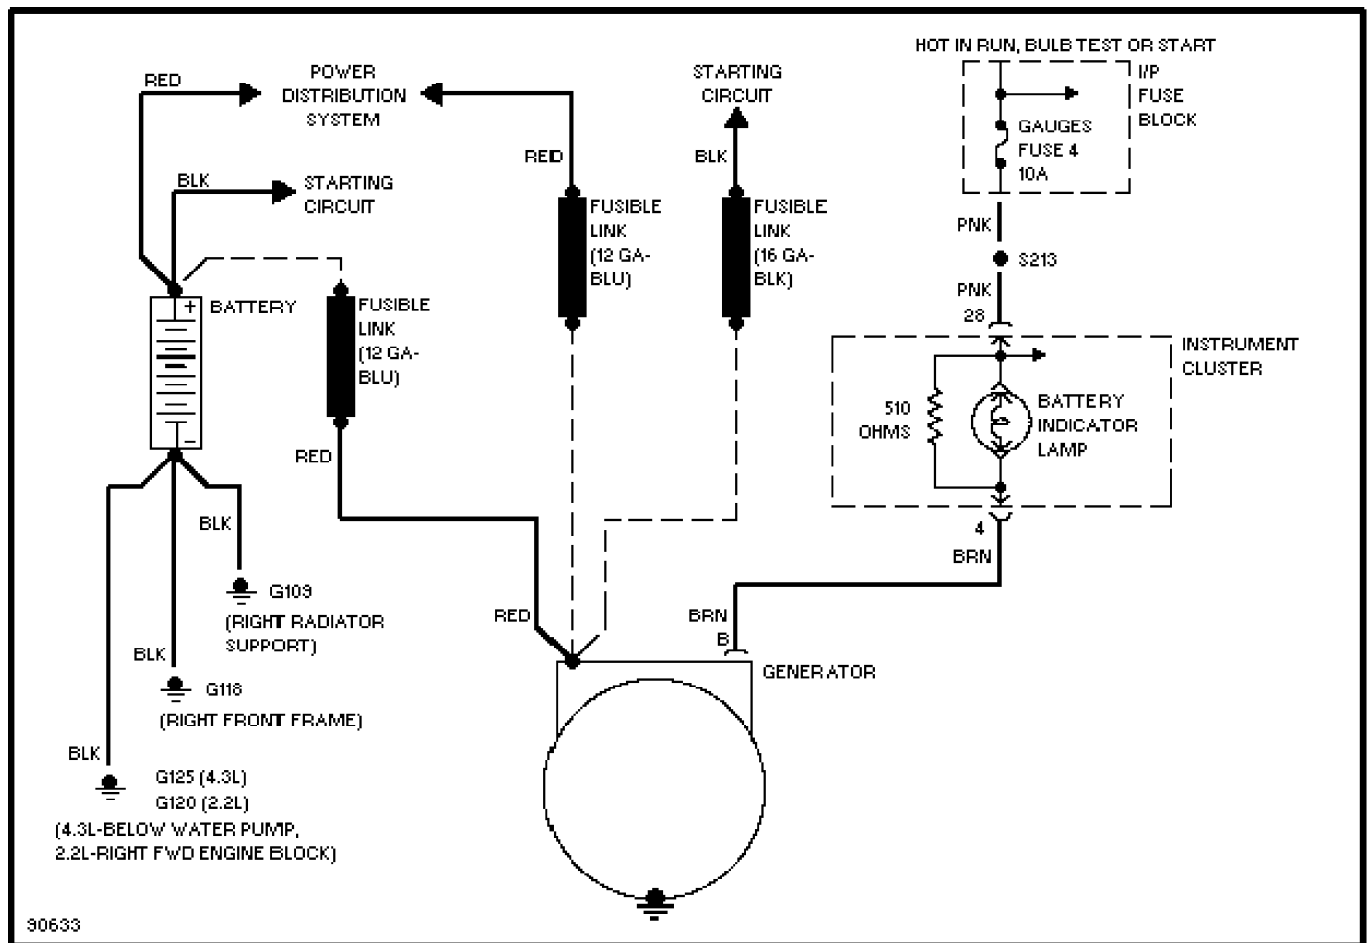 HOT IN RUN, BULB TEST OR START
RED
POWER
DISTRIBUTION
SYSTEM
STARTING
CIRCUIT
I/P
FUSE
BLOCK
GAUGES
FUSE 4
10A
RED
BLK
BLK
STARTING
CIRCUIT
FUSIBLE
LINK
(12 GA-
BLU)
FUSIBLE
LINK
(16 GA-
BLK)
PNK
S213
PNK
28
+
BATTERY
-
FUSIBLE
LINK
(12 GA-
BLU)
INSTRUMENT
CLUSTER
510
OHMS
BATTERY
INDICATOR
LAMP
RED
4
BRN
BLK
G109
(RIGHT RADIATOR
SUPPORT)
RED
BRN
B
GENERATOR
BLK
G118
(RIGHT FRONT FRAME)
BLK
G125 (4.3L)
G120 (2.2L)
(4.3L-BELOW WATER PUMP,
2.2L-RIGHT FWD ENGINE BLOCK)
90633